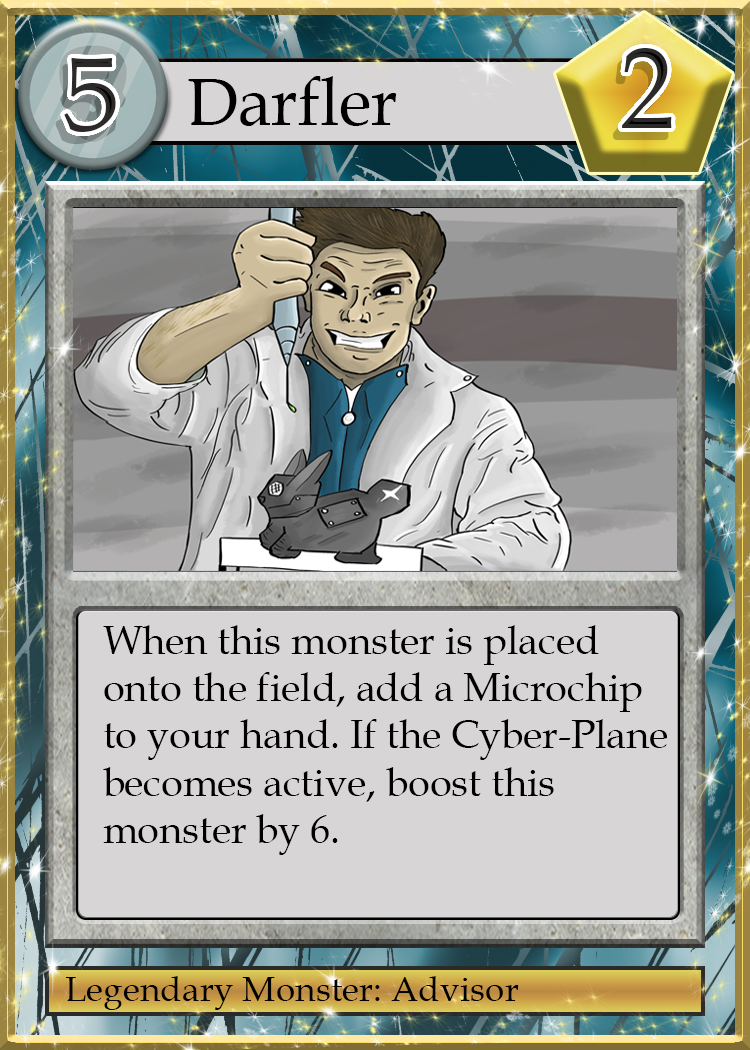 5
Darfler
2
When this monster is placed
onto the field, add a Microchip
to your hand. If the Cyber-Plane
becomes active, boost this
monster by 6.
Legendary Monster: Advisor